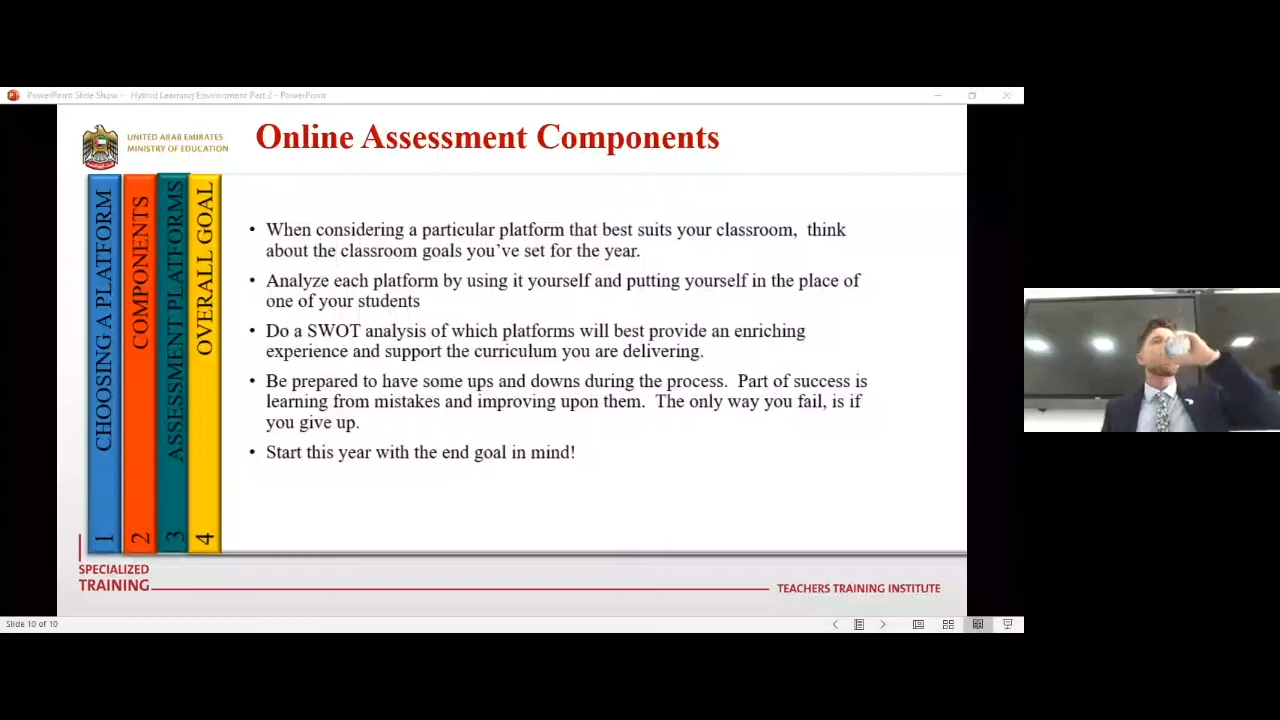 PowerPoint Slide Show - Hybrid Learning Environment Part 2 - PowerPoint
UNITED ARAB EMIRATES
MINISTRY OF EDUCATION
Online Assessment Components
1 CHOOSING A PLATFORM
2 COMPONENTS
3 ASSESSMENT PLATFORMS
4 OVERALL GOAL
• When considering a particular platform that best suits your classroom, think
about the classroom goals you've set for the year.
• Analyze each platform by using it yourself and putting yourself in the place of
one of your students
• Do a SWOT analysis of which platforms will best provide an enriching
experience and support the curriculum you are delivering.
• Be prepared to have some ups and downs during the process. Part of success is
learning from mistakes and improving upon them. The only way you fail, is if
you give up.
• Start this year with the end goal in mind!
SPECIALIZED
TRAINING
TEACHERS TRAINING INSTITUTE
Slide 10 of 10